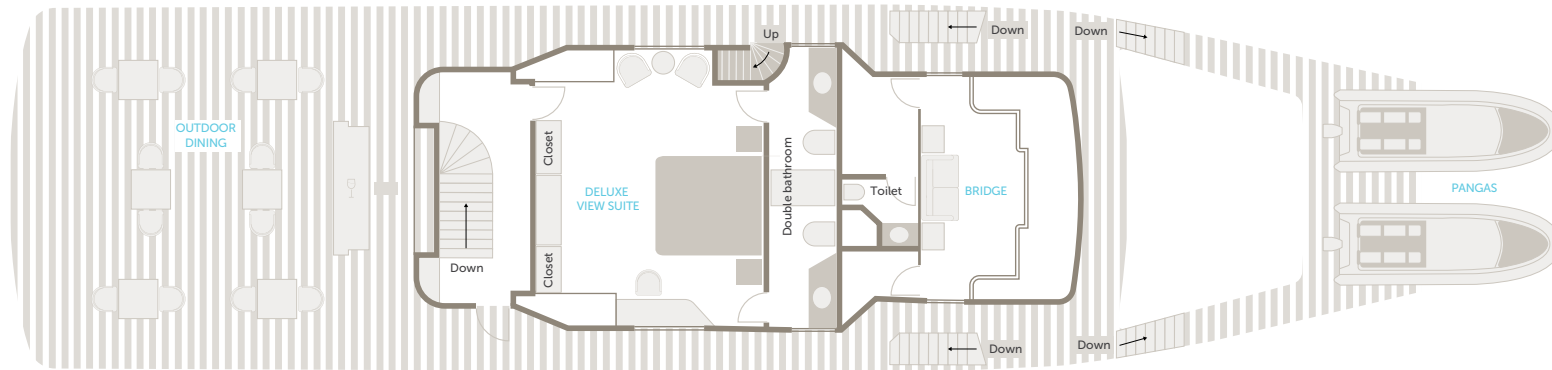 Up
Down
Down
OUTDOOR
DINING
Closet
DELUXE
VIEW SUITE
Double bathroom
Toilet
BRIDGE
PANGAS
Down
Closet
Down
Down